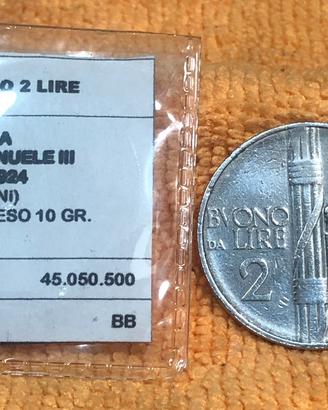 O 2 LIRE
A
NUELE III
924
Ni)
ESO 10 GR.
45.050.500
BB
BVONO
DA LIRE
2